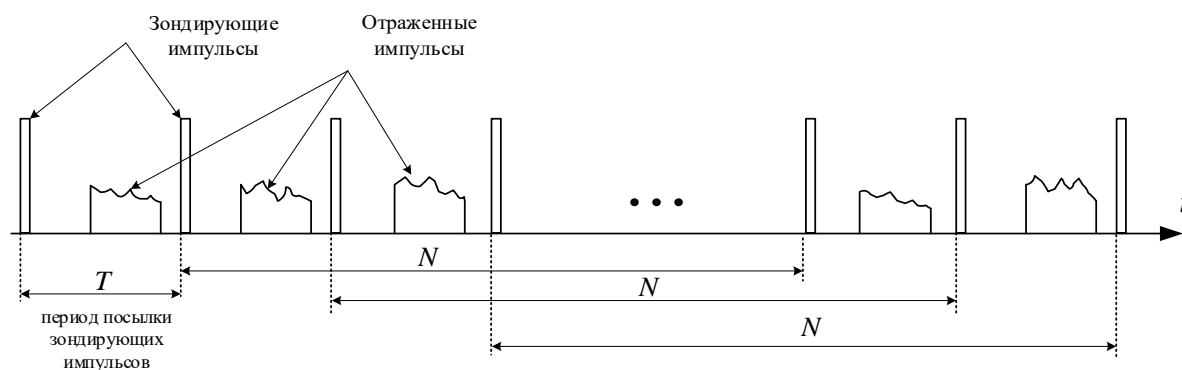 Зондирующие
импульсы
Отраженные
импульсы
N
T
N
период посылки
зондирующих
импульсов
N